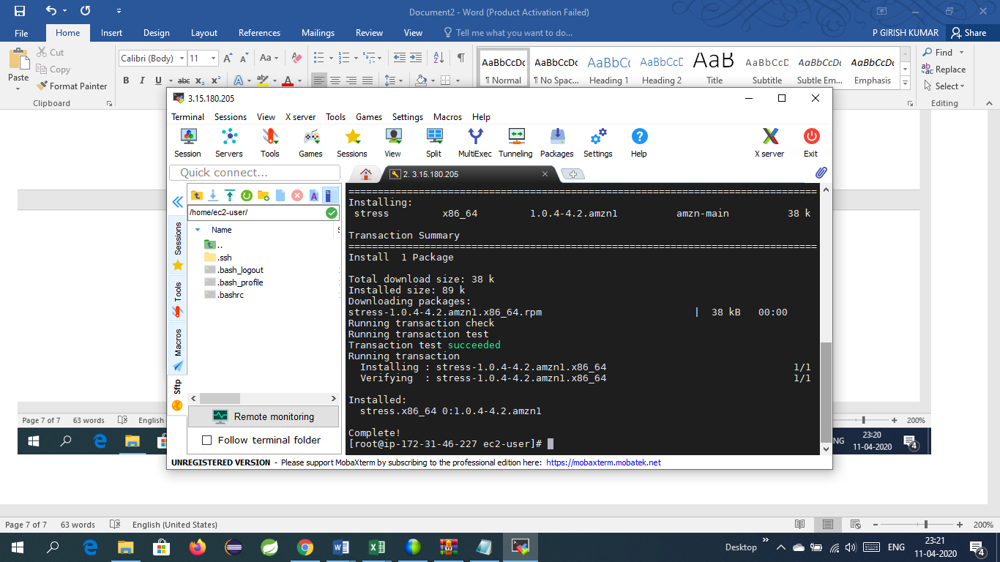 Document2 - Word (Product Activation Failed)
File Home Insert Design Layout References Mailings Review View Tell me what you want to do... P GIRISH KUMAR Share
Paste
Cut
Copy
Format Painter
Clipboard
Calibri (Body) 11
B I U abc
AaBbCcDc AaBbCcDc AaBbCc AaBbCcD AaB AaBbCcD AaBbCcDc AaBbCcDc
¶ Normal ¶ No Spac... Heading 1 Heading 2 Title Subtitle Subtle Em... Emphasis
Find
Replace
Select
Editing
3.15.180.205
Terminal Sessions View X server Tools Games Settings Macros Help
Session Servers Tools Games Sessions View Split MultiExec Tunneling Packages Settings Help X server Exit
Quick connect...
2. 3.15.180.205
/home/ec2-user/
Name
..
.ssh
.bash_logout
.bash_profile
.bashrc
Sessions
Tools
Macros
Sftp
Remote monitoring
Follow terminal folder
================================================================================
Installing:
stress x86_64 1.0.4-4.2.amzn1 amzn-main 38 k
Transaction Summary
================================================================================
Install 1 Package
Total download size: 38 k
Installed size: 89 k
Downloading packages:
stress-1.0.4-4.2.amzn1.x86_64.rpm | 38 kB 00:00
Running transaction check
Running transaction test
Transaction test succeeded
Running transaction
Installing : stress-1.0.4-4.2.amzn1.x86_64 1/1
Verifying : stress-1.0.4-4.2.amzn1.x86_64 1/1
Installed:
stress.x86_64 0:1.0.4-4.2.amzn1
Complete!
[root@ip-172-31-46-227 ec2-user]#
UNREGISTERED VERSION - Please support MobaXterm by subscribing to the professional edition here: https://mobaxterm.mobatek.net
Page 7 of 7 63 words English
200%
NG 23:20
11-04-2020 4
Page 7 of 7 63 words English (United States) 200%
Desktop ENG 23:21
11-04-2020 4